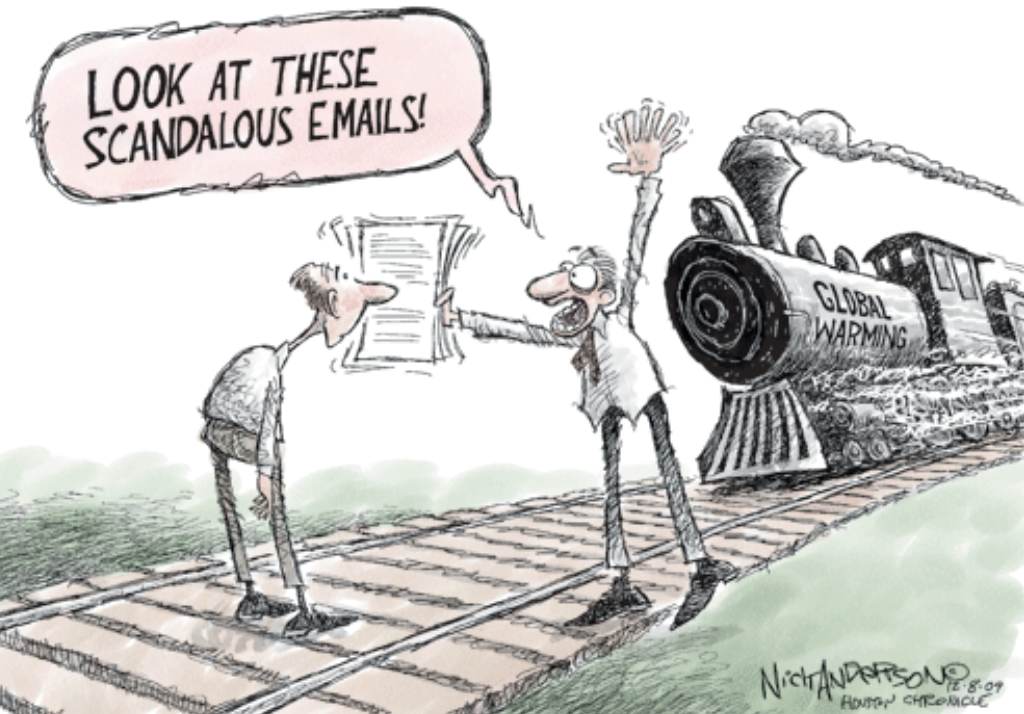 LOOK AT THESE
SCANDALOUS EMAILS!
GLOBAL
WARMING
NICK ANDERSON©
12-8-09
HOUSTON CHRONICLE